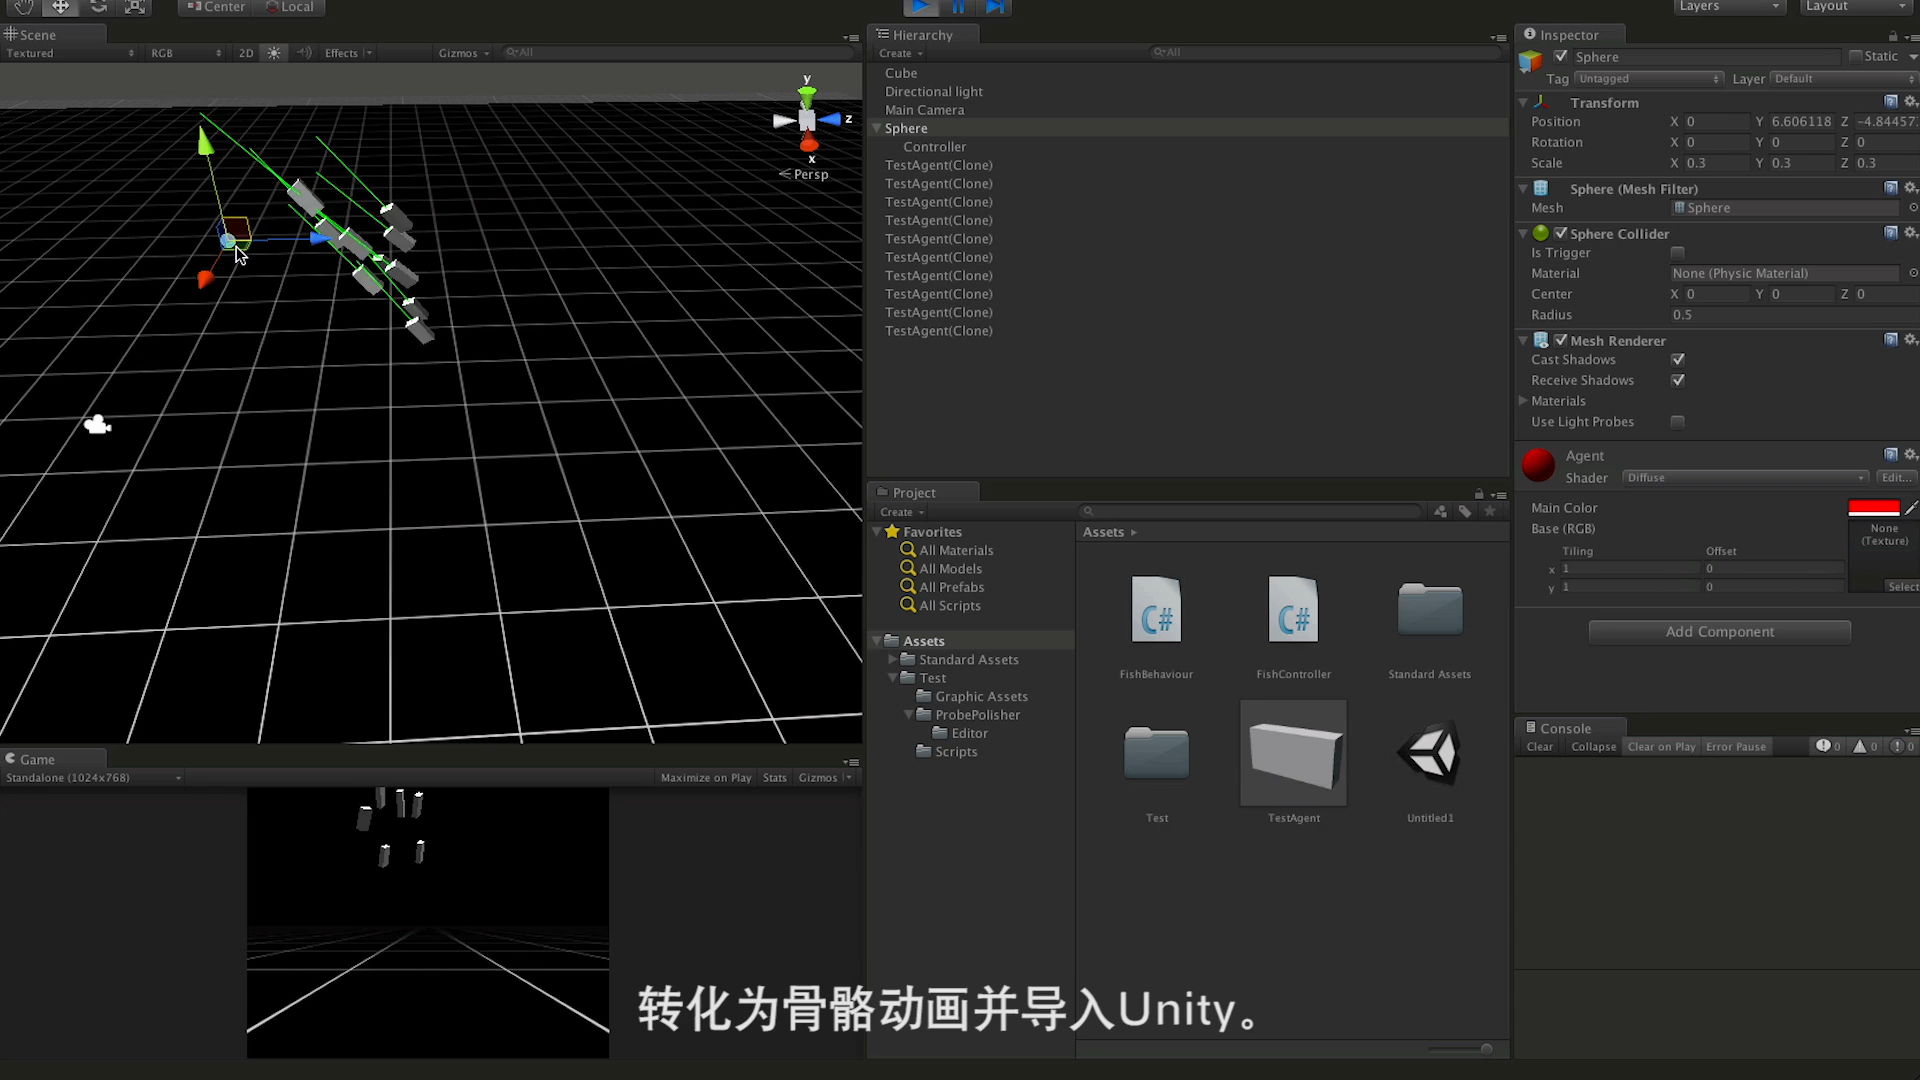 Center
Local
Layers
Layout
Scene
Textured
RGB
2D
Effects
Gizmos
All
y
z
x
Persp
Hierarchy
Create
All
Cube
Directional light
Main Camera
Sphere
Controller
TestAgent(Clone)
TestAgent(Clone)
TestAgent(Clone)
TestAgent(Clone)
TestAgent(Clone)
TestAgent(Clone)
TestAgent(Clone)
TestAgent(Clone)
TestAgent(Clone)
TestAgent(Clone)
Inspector
Sphere
Static
Tag Untagged Layer Default
Transform
Position X 0 Y 6.606118 Z -4.84457
Rotation X 0 Y 0 Z 0
Scale X 0.3 Y 0.3 Z 0.3
Sphere (Mesh Filter)
Mesh Sphere
Sphere Collider
Is Trigger
Material None (Physic Material)
Center X 0 Y 0 Z 0
Radius 0.5
Mesh Renderer
Cast Shadows
Receive Shadows
Materials
Use Light Probes
Agent
Shader Diffuse Edit...
Main Color
Base (RGB)
None
(Texture)
Tiling Offset
x 1 0
y 1 0
Select
Add Component
Project
Create
Favorites
All Materials
All Models
All Prefabs
All Scripts
Assets
Standard Assets
Test
Graphic Assets
ProbePolisher
Editor
Scripts
Assets
C#
C#
FishBehaviour
FishController
Standard Assets
Test
TestAgent
Untitled1
Console
Clear Collapse Clear on Play Error Pause 0 0 0
Game
Standalone (1024x768)
Maximize on Play Stats Gizmos
转化为骨骼动画并导入Unity。